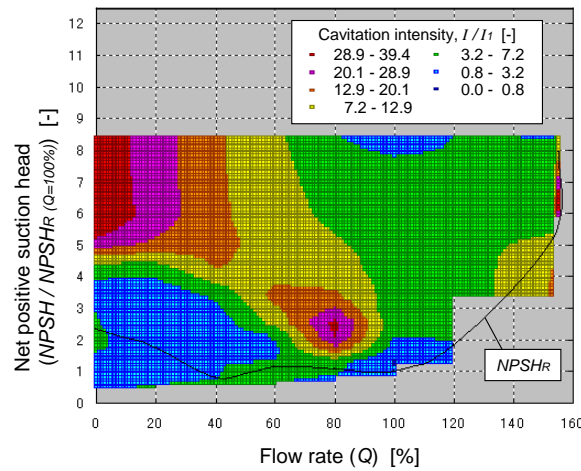 Cavitation intensity, I / I1 [-]
28.9 - 39.4 3.2 - 7.2
20.1 - 28.9 0.8 - 3.2
12.9 - 20.1 0.0 - 0.8
7.2 - 12.9
Net positive suction head
(NPSH / NPSHR (Q=100%)) [-]
12
11
10
9
8
7
6
5
4
3
2
1
0
NPSHR
0 20 40 60 80 100 120 140 160
Flow rate (Q) [%]